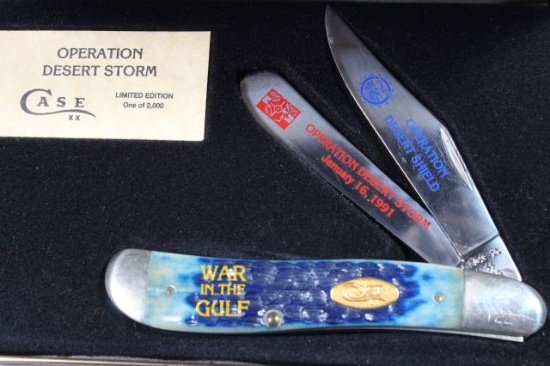 OPERATION
DESERT STORM
CASE
XX
LIMITED EDITION
One of 2,000
OPERATION DESERT STORM
January 16, 1991
OPERATION
DESERT SHIELD
WAR
IN THE
GULF
CASE